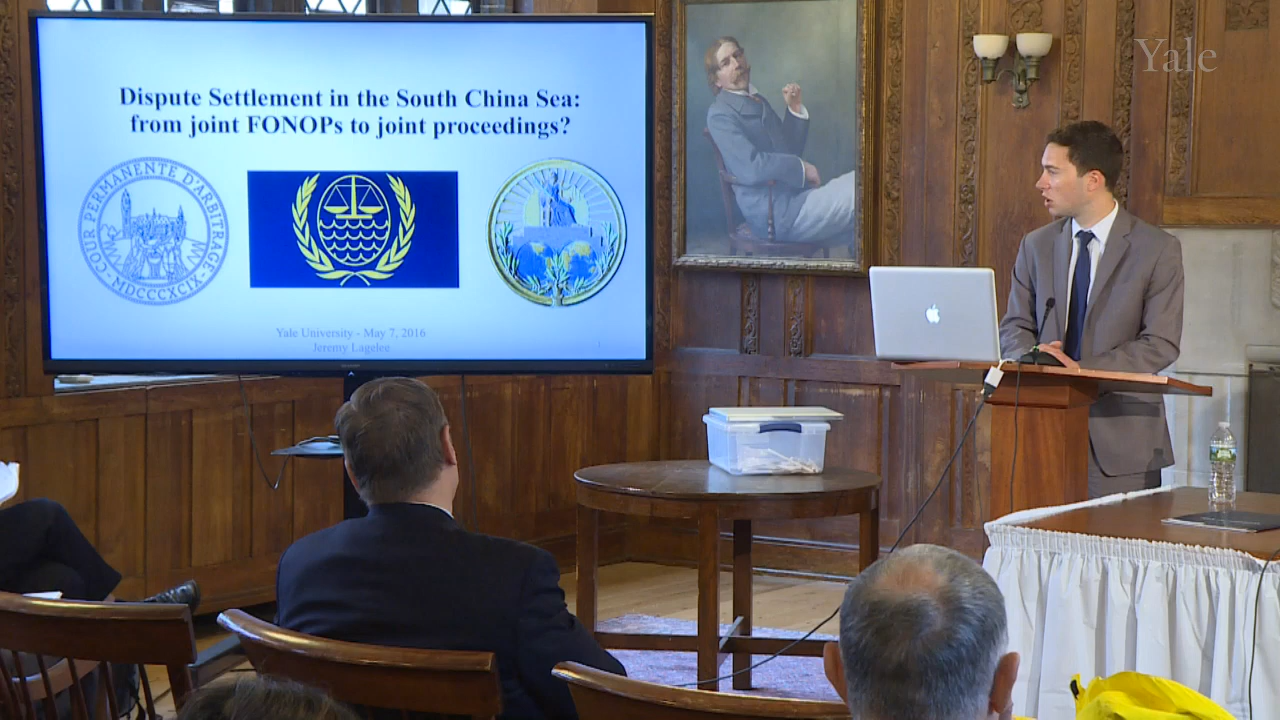 Dispute Settlement in the South China Sea:
from joint FONOPs to joint proceedings?
COUR PERMANENTE D'ARBITRAGE
MDCCCXCIX
Yale University - May 7, 2016
Jeremy Lagelee
1
Yale